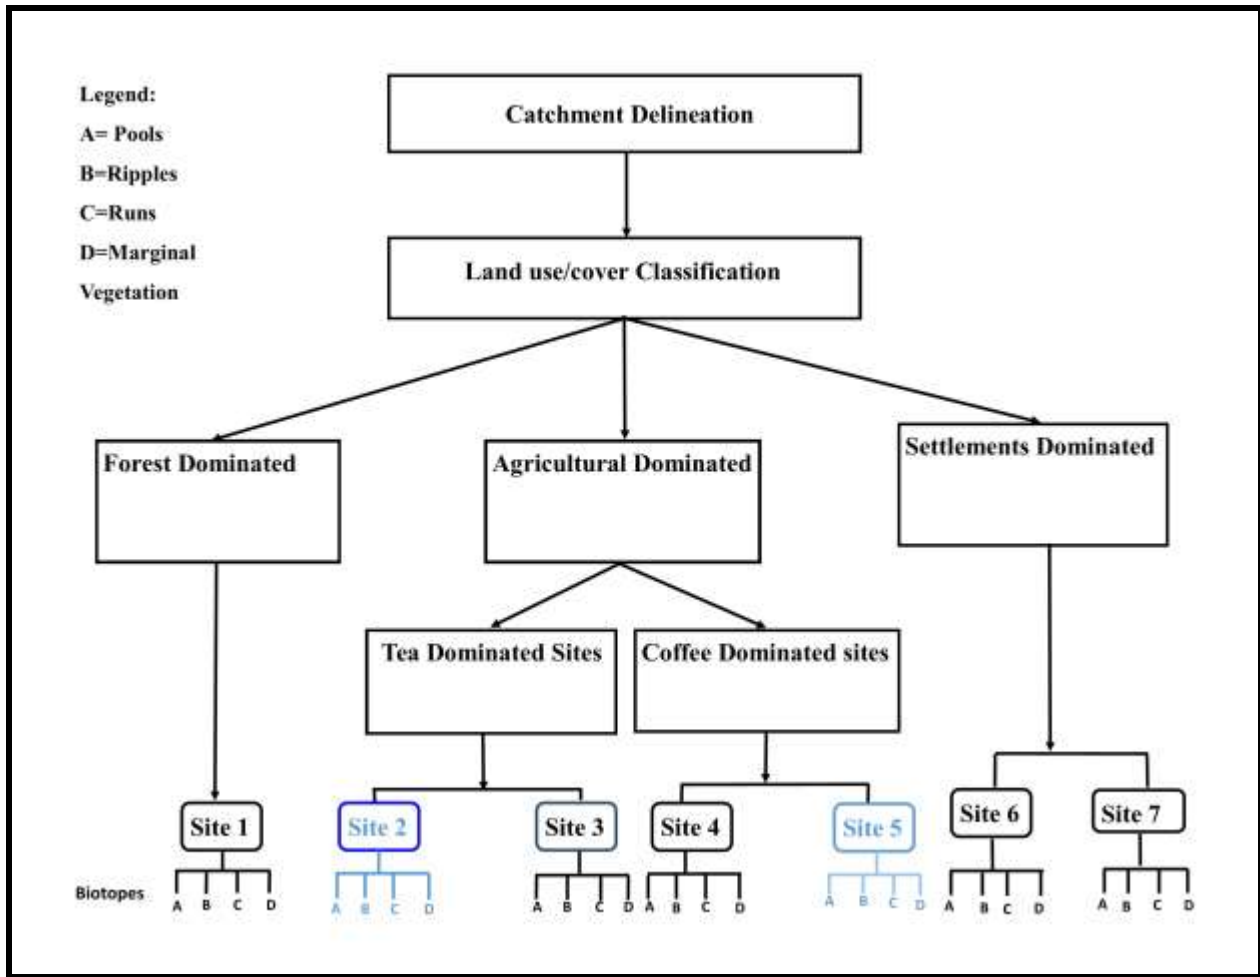 Legend:
A= Pools
B=Ripples
C=Runs
D=Marginal
Vegetation
Catchment Delineation
Land use/cover Classification
Forest Dominated
Agricultural Dominated
Settlements Dominated
Tea Dominated Sites
Coffee Dominated sites
Site 1
Site 2
Site 3
Site 4
Site 5
Site 6
Site 7
Biotopes
A B C D
A B C D
A B C D
A B C D
A B C D
A B C D
A B C D